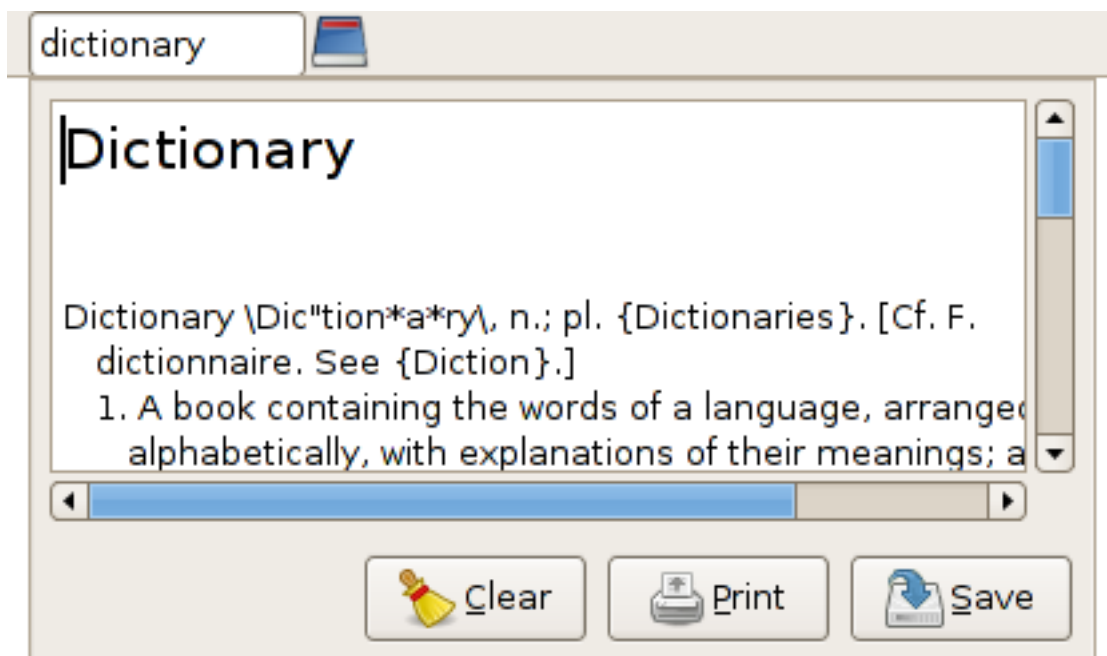 dictionary
Dictionary
Dictionary \Dic"tion*a*ry\, n.; pl. {Dictionaries}. [Cf. F.
dictionnaire. See {Diction}.]
1. A book containing the words of a language, arranged
alphabetically, with explanations of their meanings; a
Clear Print Save